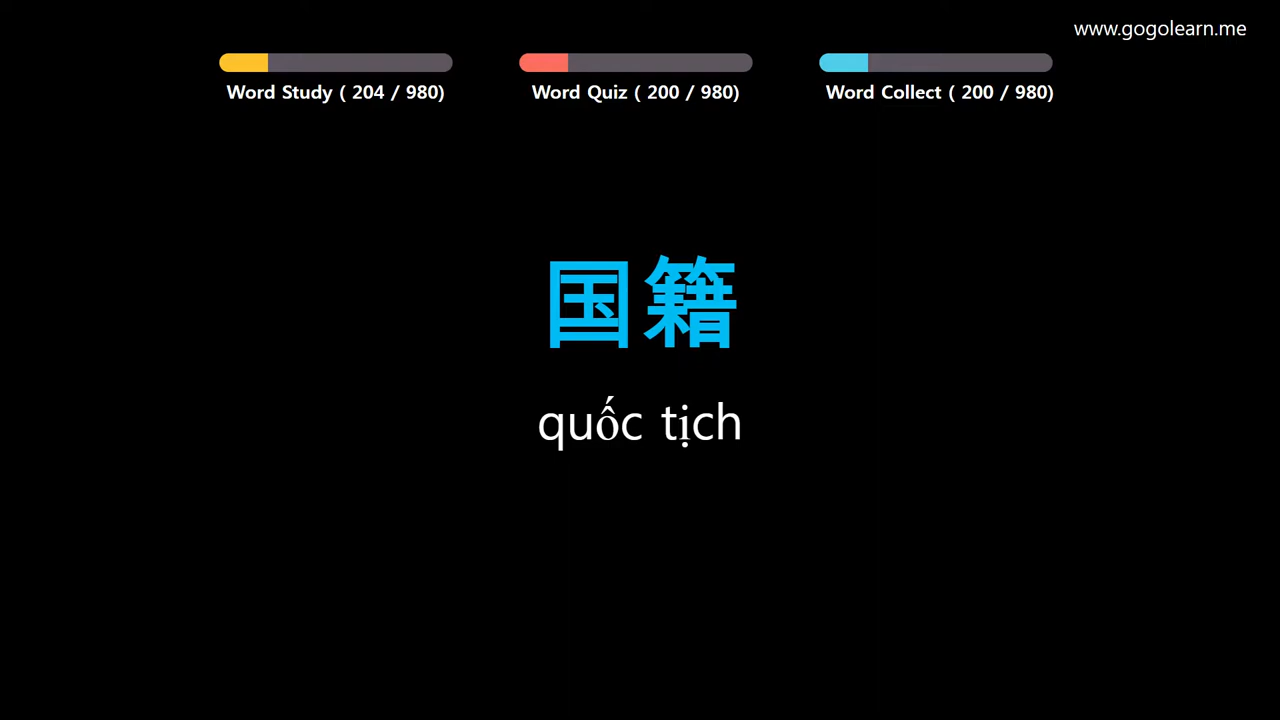 www.gogolearn.me
Word Study ( 204 / 980)
Word Quiz ( 200 / 980)
Word Collect ( 200 / 980)
国籍
quốc tịch